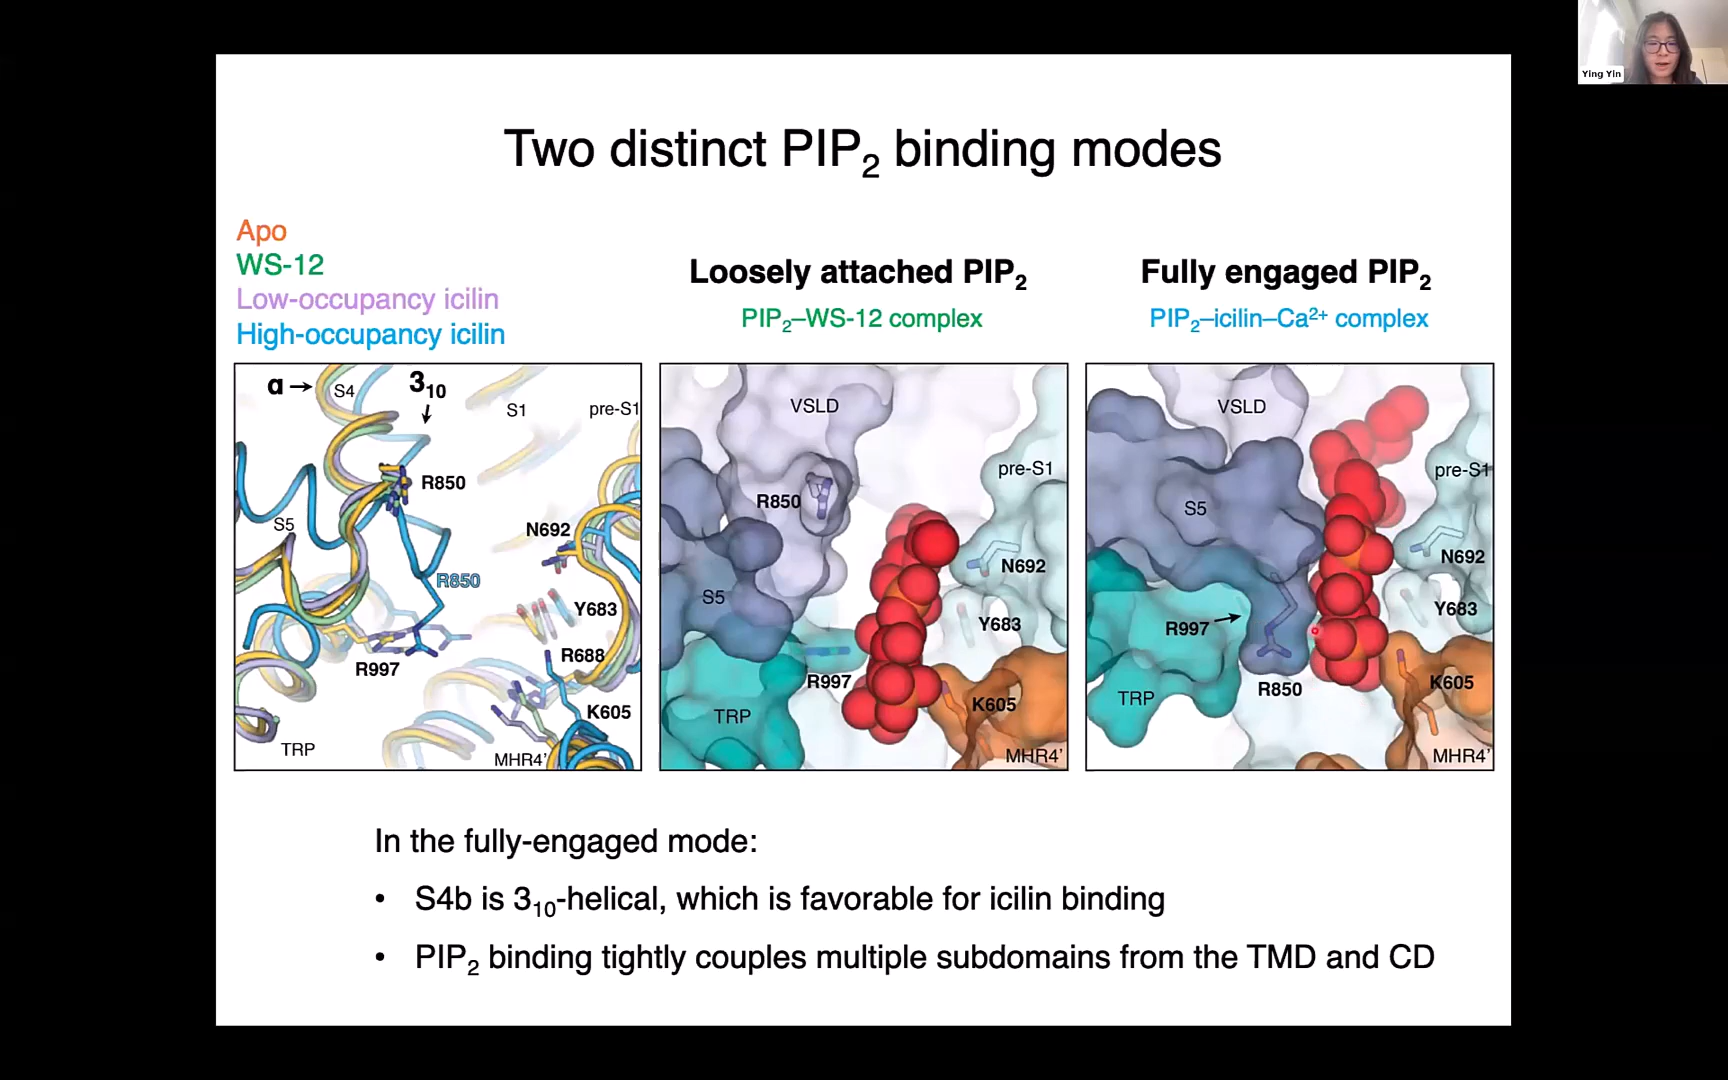 Ying Yin
Two distinct PIP2 binding modes
Apo
WS-12
Low-occupancy icilin
High-occupancy icilin
Loosely attached PIP2
PIP2–WS-12 complex
Fully engaged PIP2
PIP2–icilin–Ca2+ complex
α →
S4
310
S1
pre-S1
R850
S5
N692
R850
Y683
R997
R688
K605
TRP
MHR4'
VSLD
pre-S1
R850
N692
S5
Y683
R997
K605
TRP
MHR4'
VSLD
pre-S1
S5
N692
Y683
R997
R850
K605
TRP
MHR4'
In the fully-engaged mode:
• S4b is 310-helical, which is favorable for icilin binding
• PIP2 binding tightly couples multiple subdomains from the TMD and CD